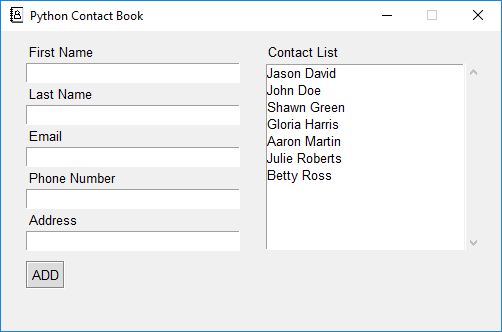 Python Contact Book
First Name
Last Name
Email
Phone Number
Address
ADD
Contact List
Jason David
John Doe
Shawn Green
Gloria Harris
Aaron Martin
Julie Roberts
Betty Ross